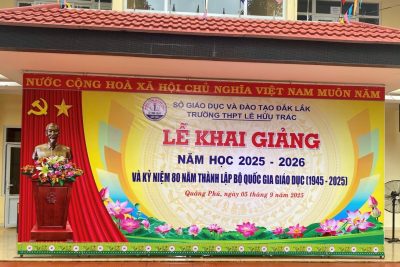 NƯỚC CỘNG HOÀ XÃ HỘI CHỦ NGHĨA VIỆT NAM MUÔN NĂM
SỞ GIÁO DỤC VÀ ĐÀO TẠO ĐẮK LẮK
TRƯỜNG THPT LÊ HỮU TRÁC
LỄ KHAI GIẢNG
NĂM HỌC 2025 - 2026
VÀ KỶ NIỆM 80 NĂM THÀNH LẬP BỘ QUỐC GIA GIÁO DỤC (1945 - 2025)
Quảng Phú, ngày 05 tháng 9 năm 2025